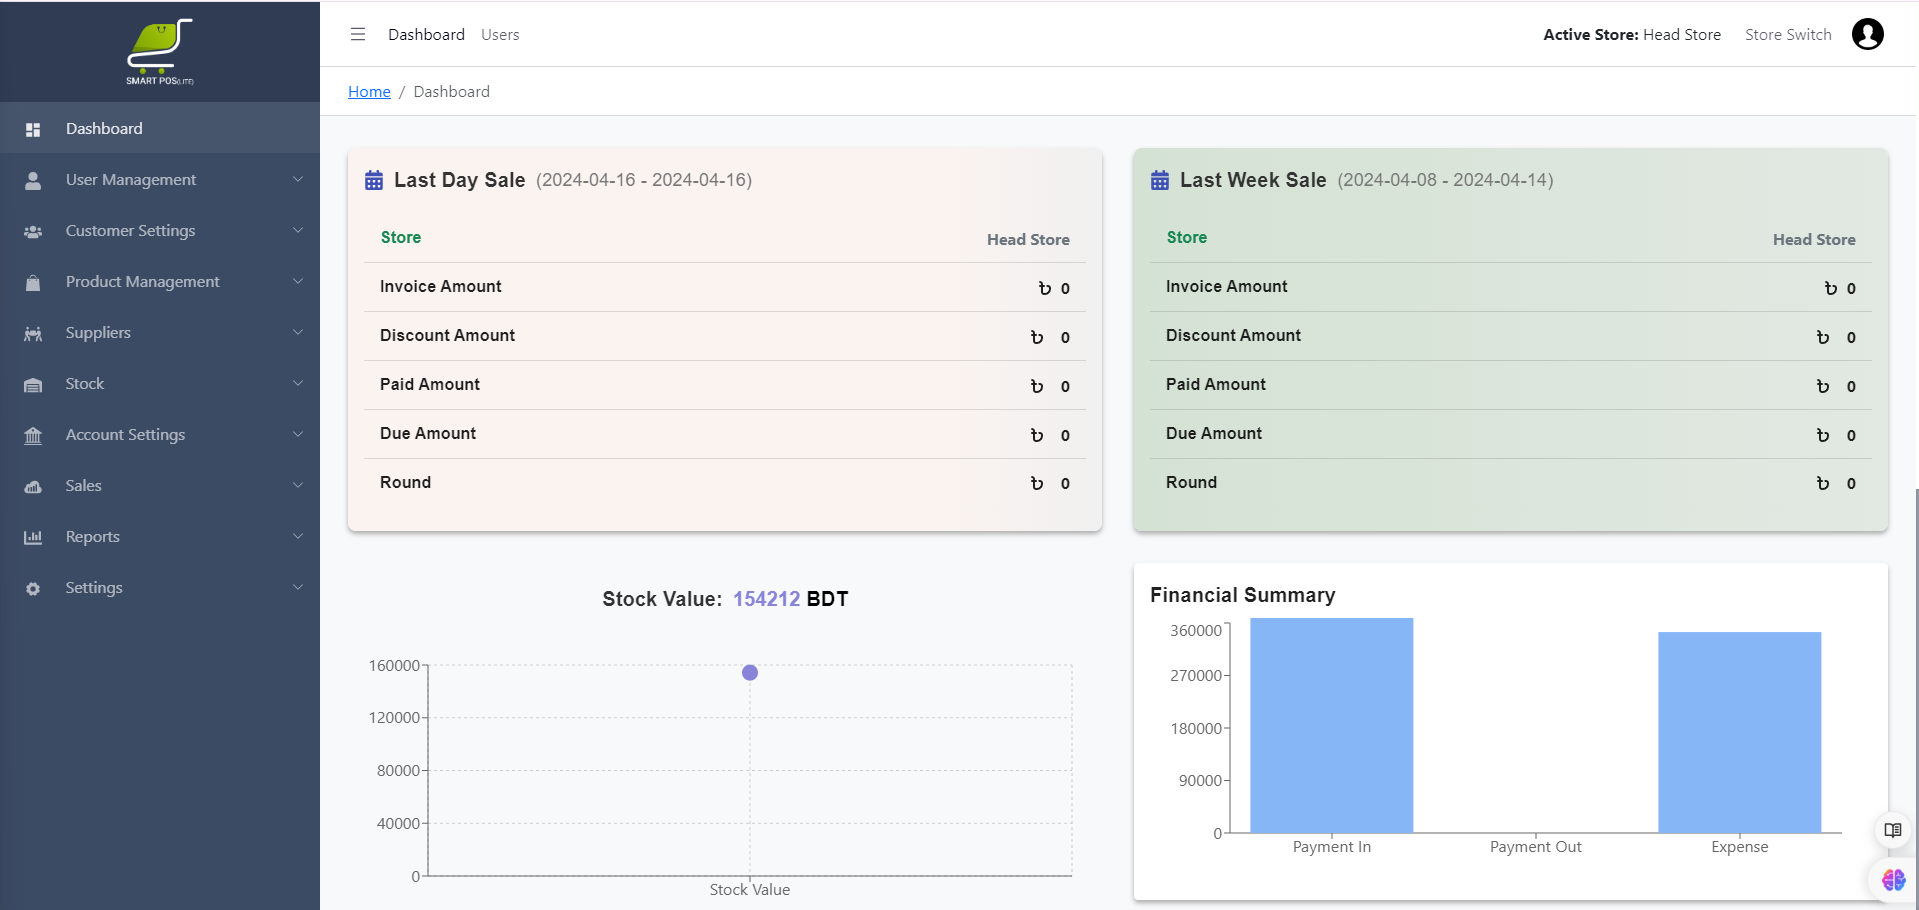 SMART POS(LITE)
Dashboard
User Management
Customer Settings
Product Management
Suppliers
Stock
Account Settings
Sales
Reports
Settings
Dashboard Users
Active Store: Head Store Store Switch
Home / Dashboard
Last Day Sale (2024-04-16 - 2024-04-16)
Store Head Store
Invoice Amount ৳ 0
Discount Amount ৳ 0
Paid Amount ৳ 0
Due Amount ৳ 0
Round ৳ 0
Last Week Sale (2024-04-08 - 2024-04-14)
Store Head Store
Invoice Amount ৳ 0
Discount Amount ৳ 0
Paid Amount ৳ 0
Due Amount ৳ 0
Round ৳ 0
Stock Value: 154212 BDT
160000
120000
80000
40000
0
Stock Value
Financial Summary
360000
270000
180000
90000
0
Payment In Payment Out Expense